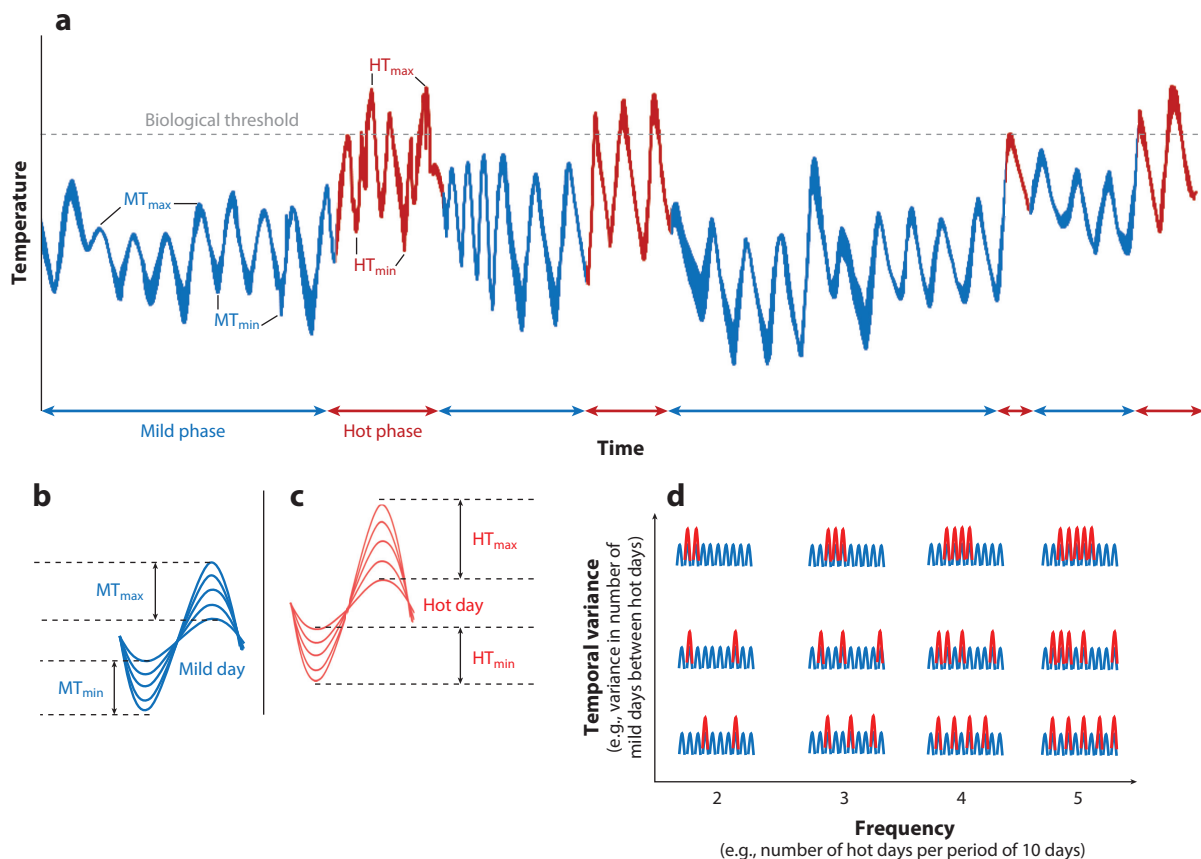 a
HTmax
Biological threshold
MTmax
HTmin
MTmin
Temperature
Mild phase
Hot phase
Time
b
MTmax
MTmin
Mild day
c
HTmax
Hot day
HTmin
d
Temporal variance
(e.g., variance in number of
mild days between hot days)
2
3
4
5
Frequency
(e.g., number of hot days per period of 10 days)